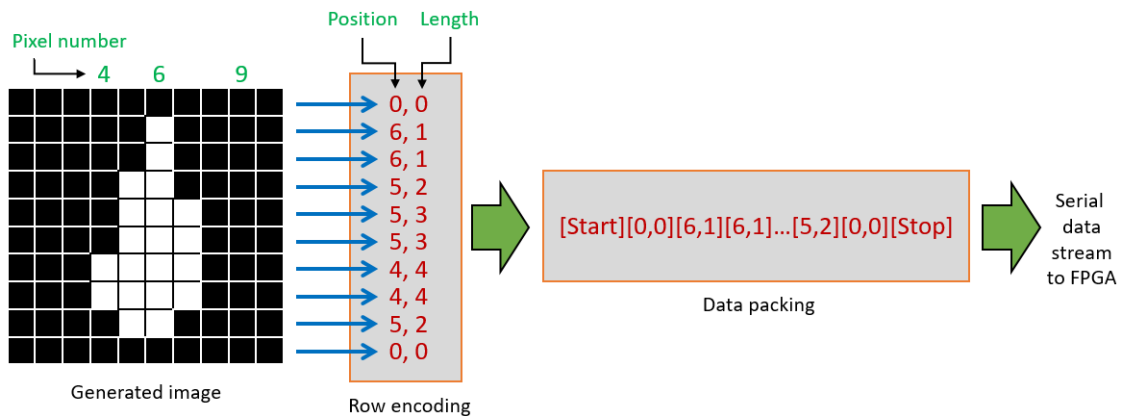 Position Length
Pixel number
4 6 9
0, 0
6, 1
6, 1
5, 2
5, 3
5, 3
4, 4
4, 4
5, 2
0, 0
[Start][0,0][6,1][6,1]...[5,2][0,0][Stop]
Serial
data
stream
to FPGA
Data packing
Generated image
Row encoding